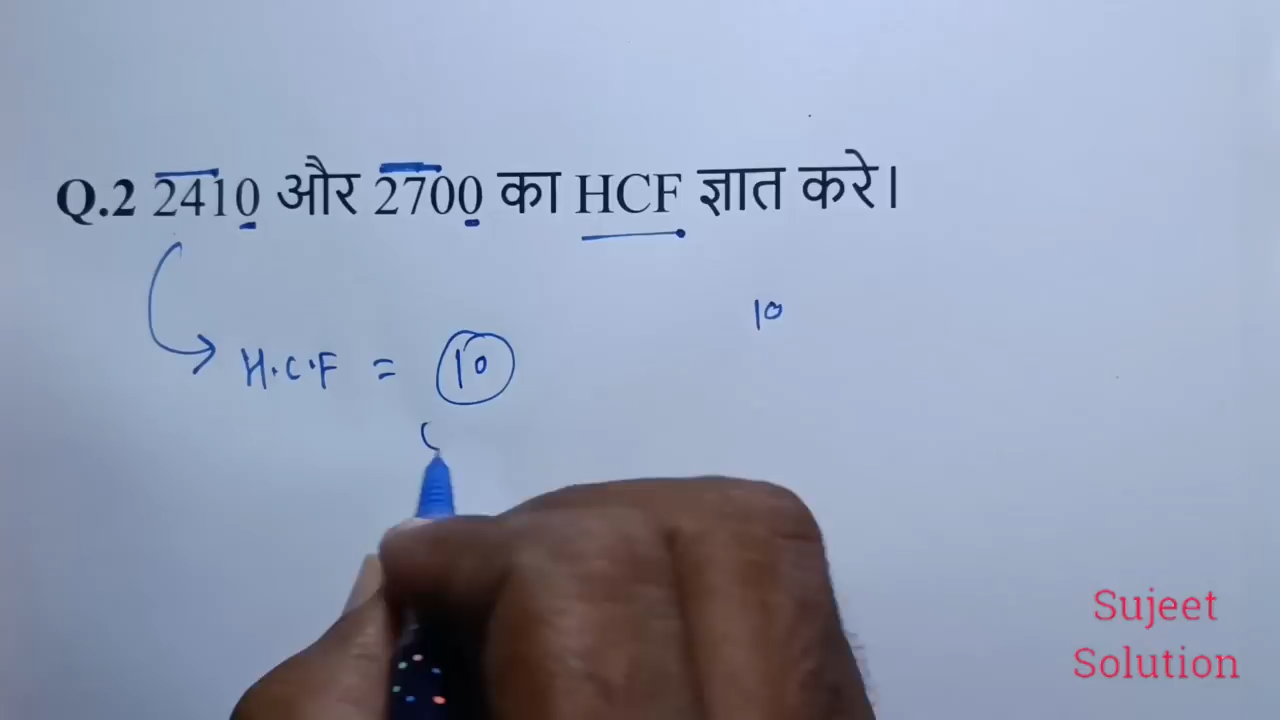 Q.2 2410 और 2700 का HCF ज्ञात करे।
10
H.C.F = 10
Sujeet
Solution